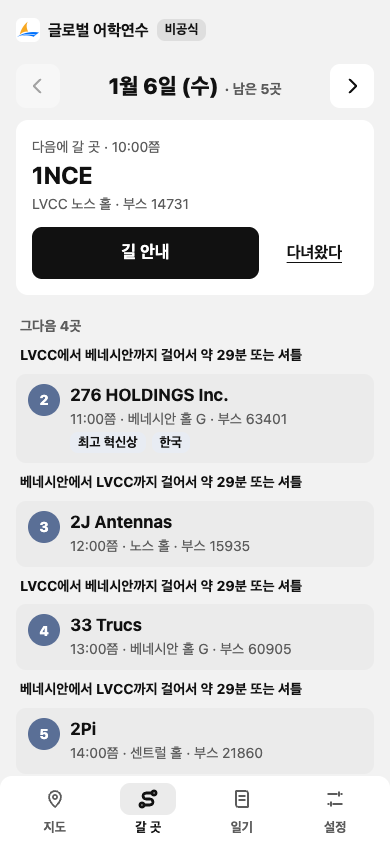 글로벌 어학연수 비공식
1월 6일 (수) · 남은 5곳
다음에 갈 곳 · 10:00쯤
1NCE
LVCC 노스 홀 · 부스 14731
길 안내 다녀왔다
그다음 4곳
LVCC에서 베네시안까지 걸어서 약 29분 또는 셔틀
2 276 HOLDINGS Inc.
11:00쯤 · 베네시안 홀 G · 부스 63401
최고 혁신상 한국
베네시안에서 LVCC까지 걸어서 약 29분 또는 셔틀
3 2J Antennas
12:00쯤 · 노스 홀 · 부스 15935
LVCC에서 베네시안까지 걸어서 약 29분 또는 셔틀
4 33 Trucs
13:00쯤 · 베네시안 홀 G · 부스 60905
베네시안에서 LVCC까지 걸어서 약 29분 또는 셔틀
5 2Pi
14:00쯤 · 센트럴 홀 · 부스 21860
지도 갈 곳 일기 설정